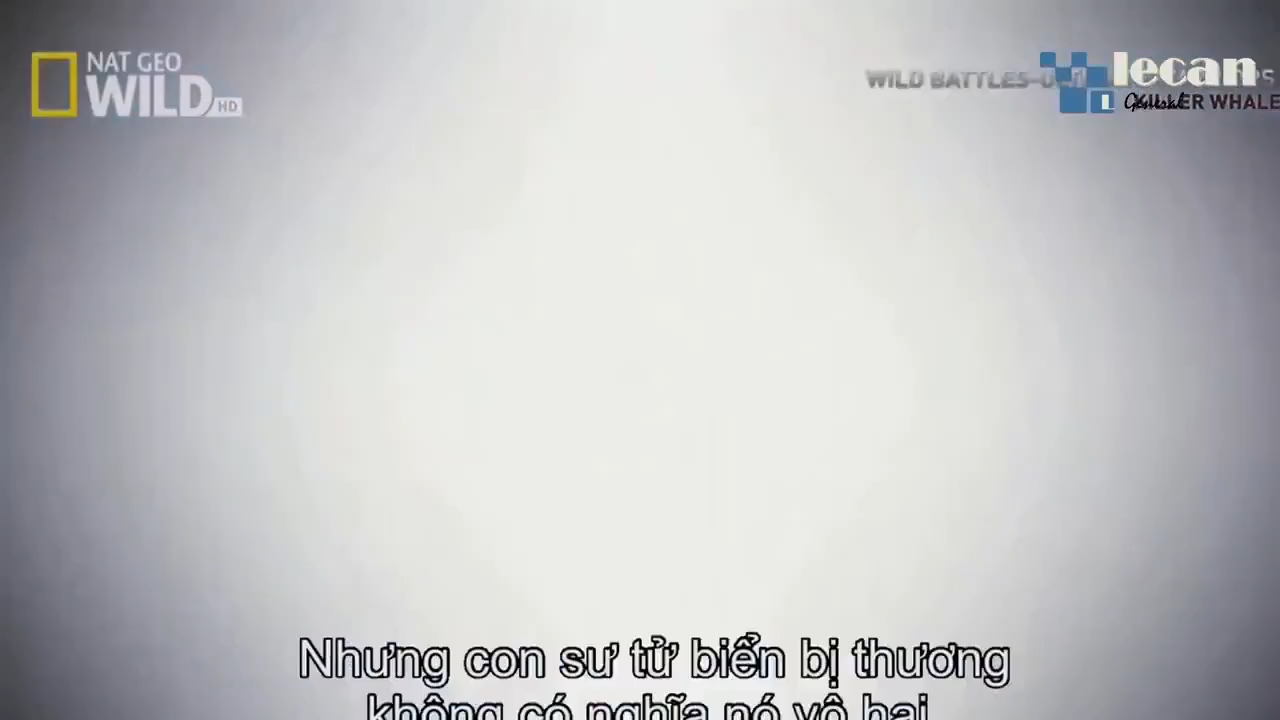 NAT GEO
WILD HD
WILD BATTLES-
lecan
General
KILLER WHALE
Nhưng con sư tử biển bị thương
không có nghĩa nó vô hại